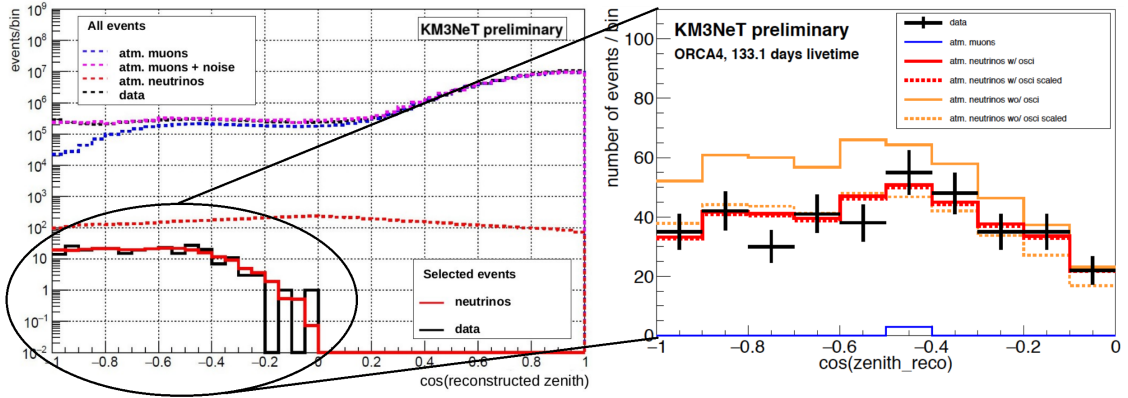 events/bin
10⁹
10⁸
10⁷
10⁶
10⁵
10⁴
10³
10²
10
1
10⁻¹
10⁻²
All events
atm. muons
atm. muons + noise
atm. neutrinos
data
KM3NeT preliminary
Selected events
neutrinos
data
-1 −0.8 −0.6 −0.4 −0.2 0 0.2 0.4 0.6 0.8 1
cos(reconstructed zenith)
number of events / bin
100
80
60
40
20
0
KM3NeT preliminary
ORCA4, 133.1 days livetime
data
atm. muons
atm. neutrinos w/ osci
atm. neutrinos w/ osci scaled
atm. neutrinos wo/ osci
atm. neutrinos wo/ osci scaled
−1 −0.8 −0.6 −0.4 −0.2 0
cos(zenith_reco)